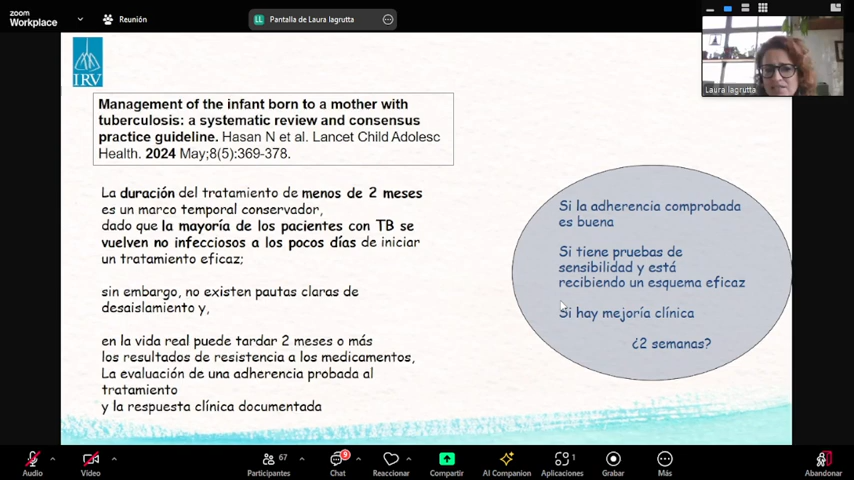 zoom
Workplace
Reunión
LL Pantalla de Laura lagrutta
Laura lagrutta
IRV
Management of the infant born to a mother with
tuberculosis: a systematic review and consensus
practice guideline. Hasan N et al. Lancet Child Adolesc
Health. 2024 May;8(5):369-378.
La duración del tratamiento de menos de 2 meses
es un marco temporal conservador,
dado que la mayoría de los pacientes con TB se
vuelven no infecciosos a los pocos días de iniciar
un tratamiento eficaz;
sin embargo, no existen pautas claras de
desaislamiento y,
en la vida real puede tardar 2 meses o más
los resultados de resistencia a los medicamentos,
La evaluación de una adherencia probada al
tratamiento
y la respuesta clínica documentada
Si la adherencia comprobada
es buena
Si tiene pruebas de
sensibilidad y está
recibiendo un esquema eficaz
Si hay mejoría clínica
¿2 semanas?
67
9
1
Audio
Video
Participantes
Chat
Reaccionar
Compartir
AI Companion
Aplicaciones
Grabar
Más
Abandonar